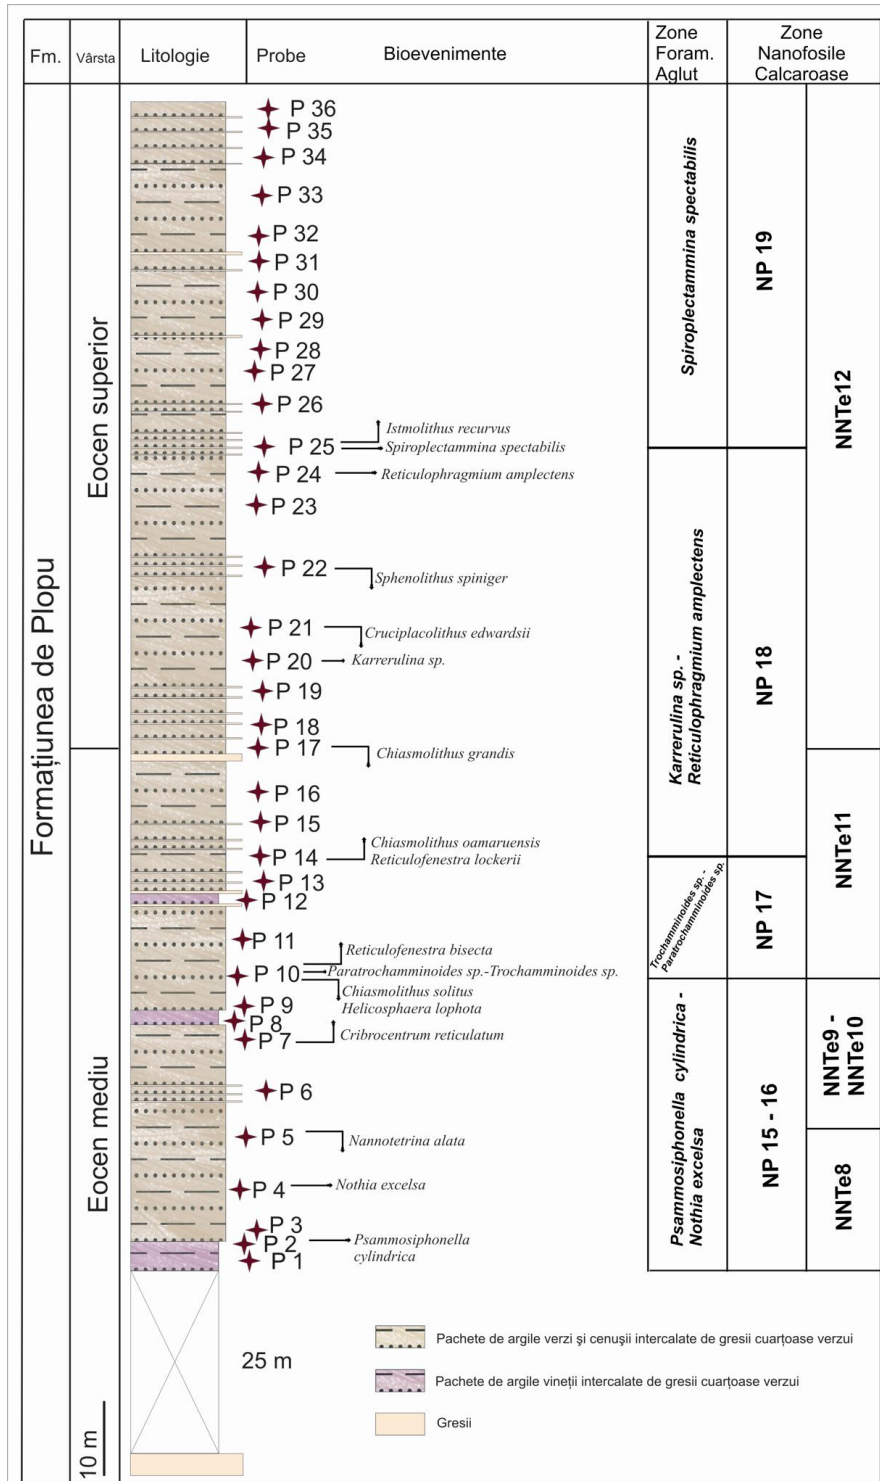 Fm.
Vârsta
Litologie
Probe
Bioevenimente
Zone
Foram.
Aglut
Zone
Nanofosile
Calcaroase
Formațiunea de Plopu
Eocen superior
Eocen mediu
P 36
P 35
P 34
P 33
P 32
P 31
P 30
P 29
P 28
P 27
P 26
Istmolithus recurvus
P 25
Spiroplectammina spectabilis
P 24
Reticulophragmium amplectens
P 23
P 22
Sphenolithus spiniger
P 21
Cruciplacolithus edwardsii
P 20
Karrerulina sp.
P 19
P 18
P 17
Chiasmolithus grandis
P 16
P 15
Chiasmolithus oamaruensis
P 14
Reticulofenestra lockerii
P 13
P 12
P 11
Reticulofenestra bisecta
P 10
Paratrochamminoides sp.-Trochamminoides sp.
Chiasmolithus solitus
P 9
Helicosphaera lophota
P 8
P 7
Cribrocentrum reticulatum
P 6
P 5
Nannotetrina alata
P 4
Nothia excelsa
P 3
P 2
Psammosiphonella
cylindrica
P 1
Spiroplectammina spectabilis
Karrerulina sp. -
Reticulophragmium amplectens
Trochamminoides sp. -
Paratrochamminoides sp.
Psammosiphonella cylindrica -
Nothia excelsa
NP 19
NP 18
NP 17
NP 15 - 16
NNTe12
NNTe11
NNTe9 -
NNTe10
NNTe8
25 m
10 m
Pachete de argile verzi și cenușii intercalate de gresii cuarțoase verzui
Pachete de argile vineții intercalate de gresii cuarțoase verzui
Gresii